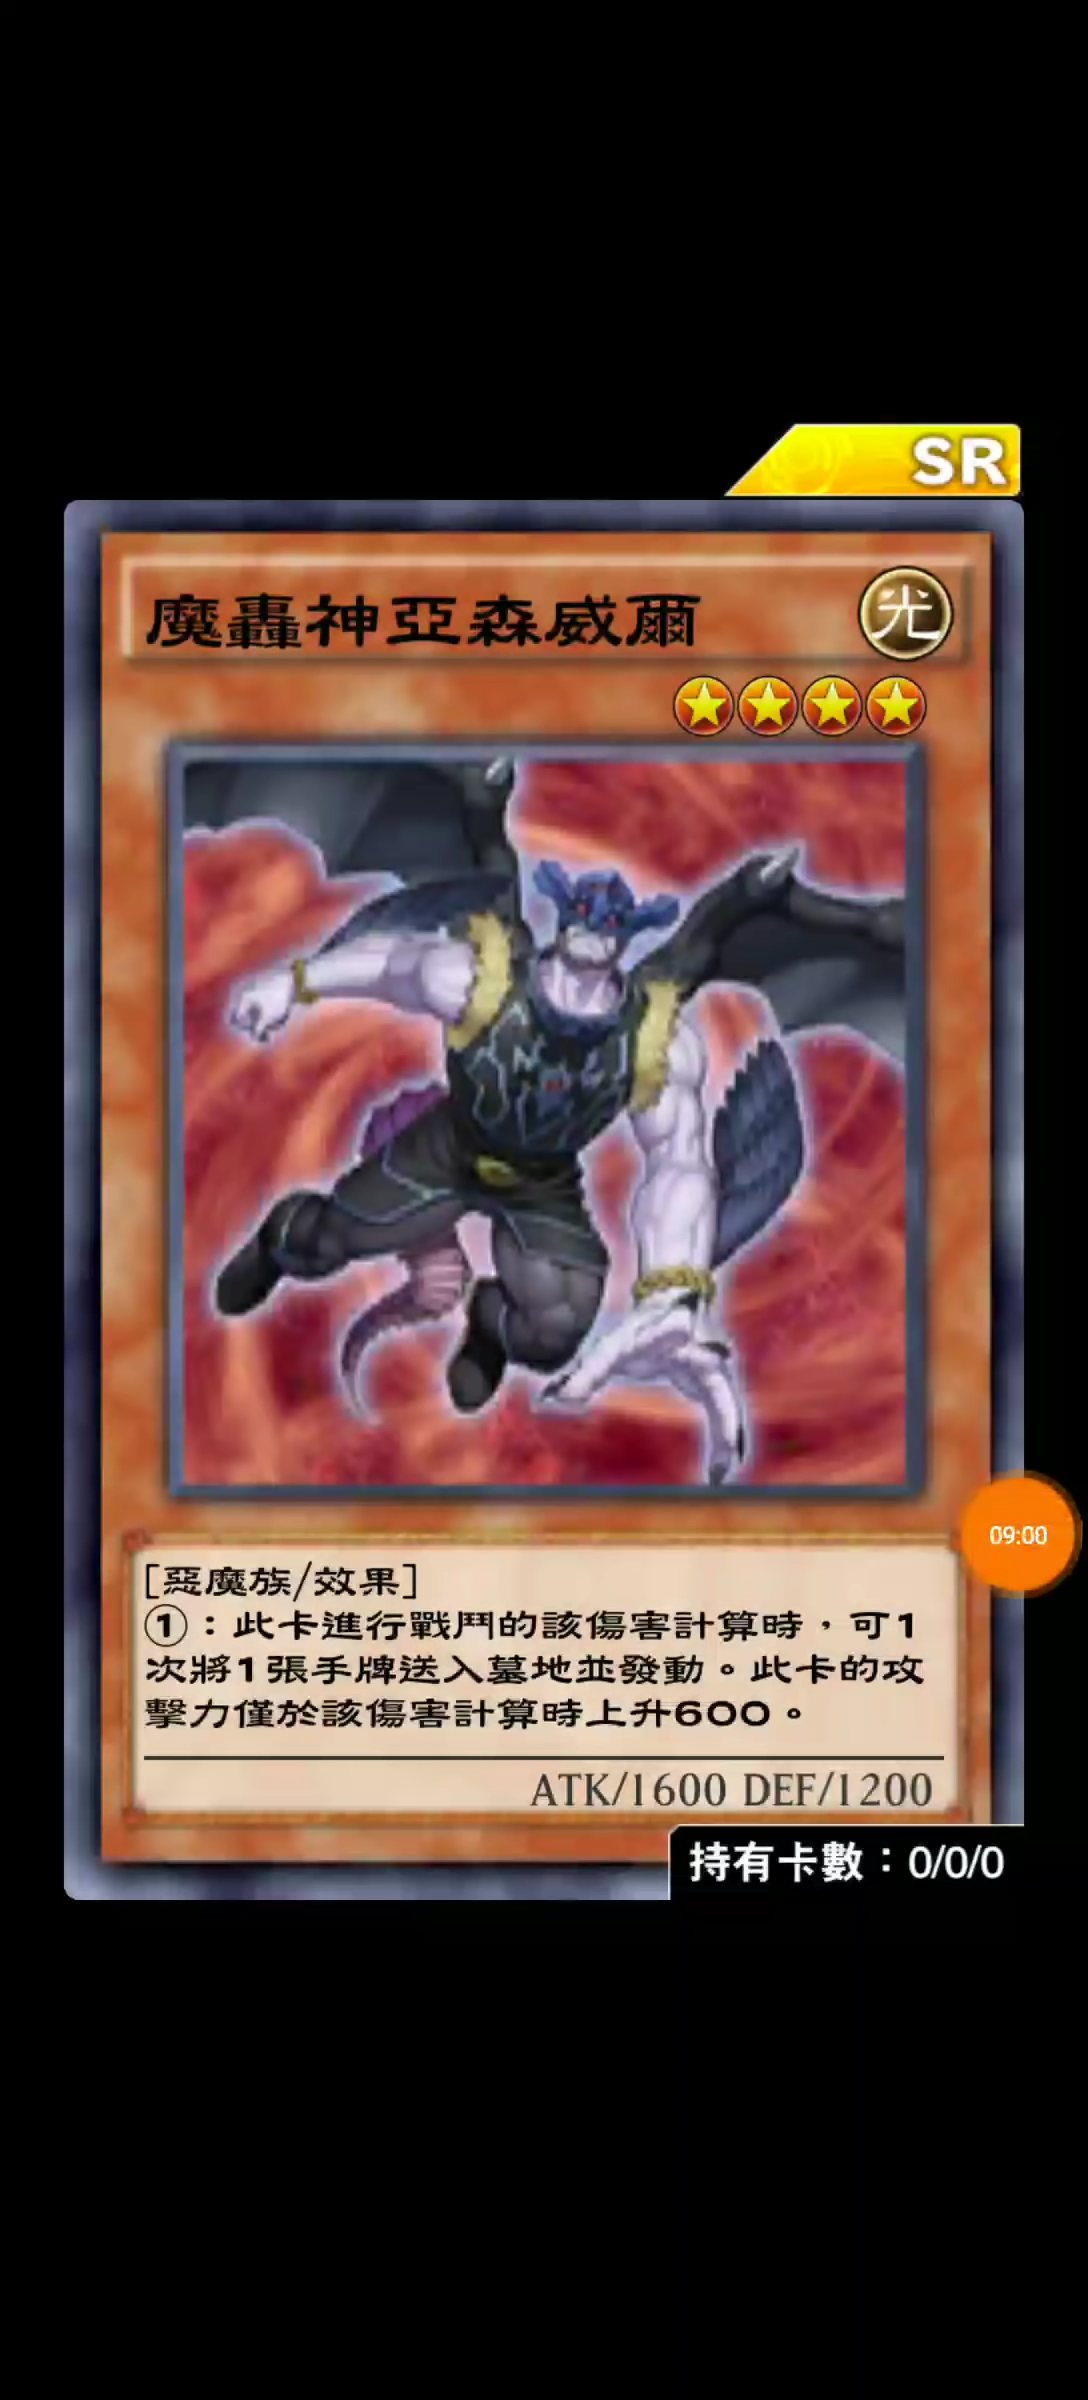 SR
魔轟神亞森威爾
光
[惡魔族/效果]
①：此卡進行戰鬥的該傷害計算時，可1
次將1張手牌送入墓地並發動。此卡的攻
擊力僅於該傷害計算時上升600。
ATK/1600 DEF/1200
持有卡數：0/0/0
09:00